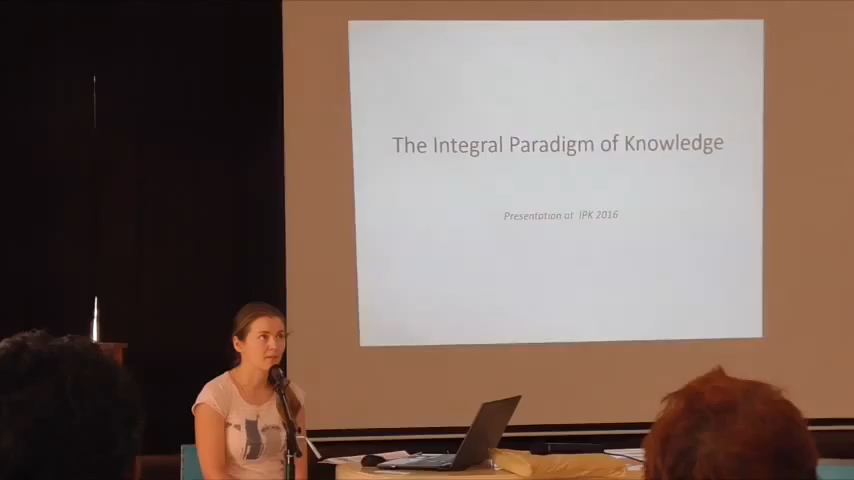 The Integral Paradigm of Knowledge
Presentation at IPK 2016